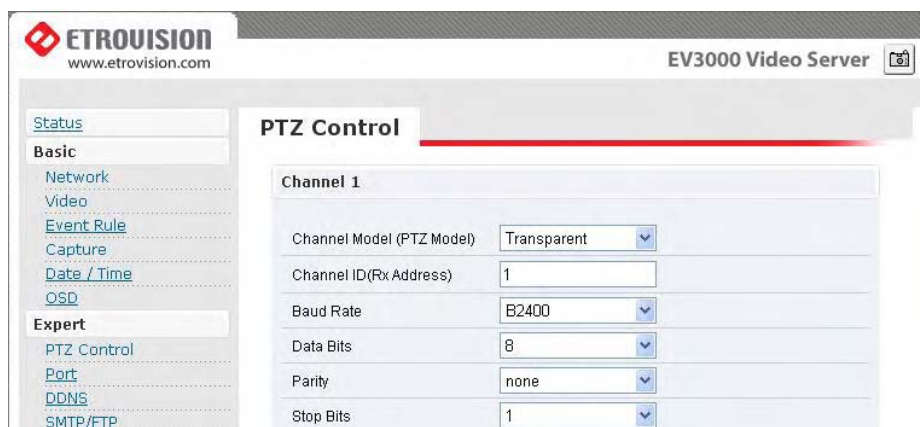 ETROVISION
www.etrovision.com
EV3000 Video Server
Status
Basic
Network
Video
Event Rule
Capture
Date / Time
OSD
Expert
PTZ Control
Port
DDNS
SMTP/FTP
PTZ Control
Channel 1
Channel Model (PTZ Model) Transparent
Channel ID(Rx Address) 1
Baud Rate B2400
Data Bits 8
Parity none
Stop Bits 1